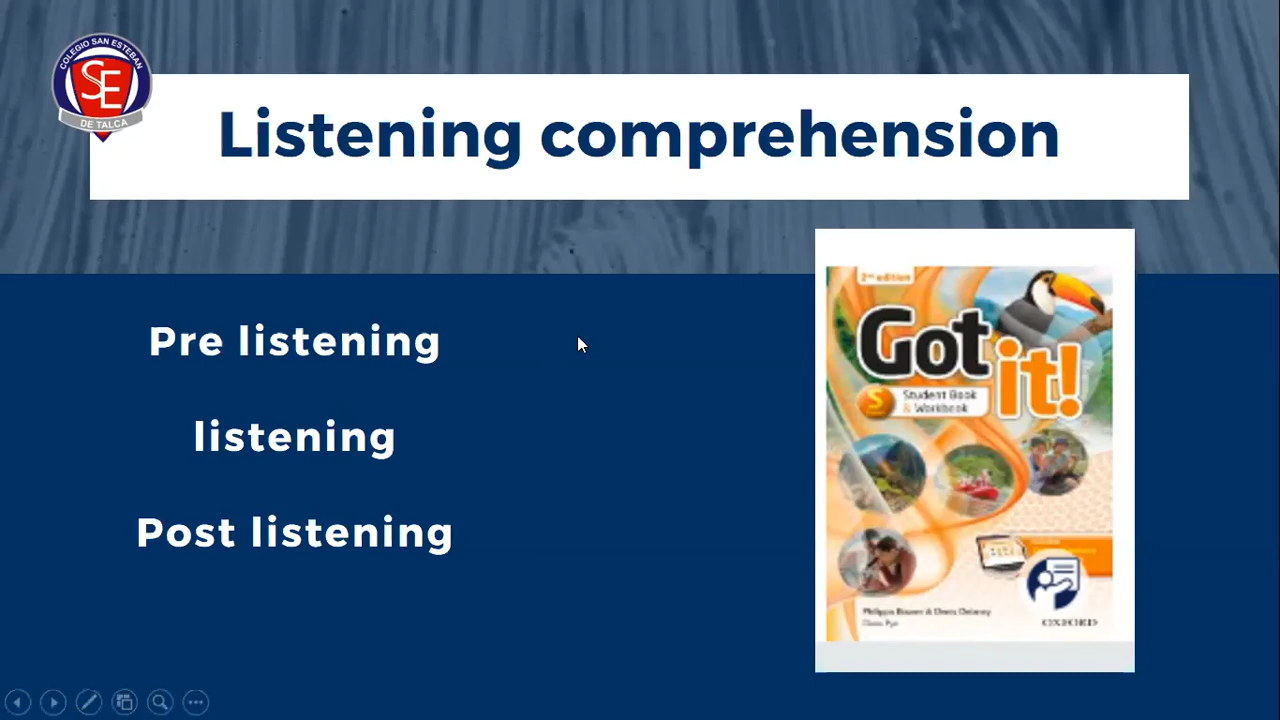 COLEGIO SAN ESTEBAN
SE
DE TALCA
Listening comprehension
Pre listening
listening
Post listening
2nd edition
Got
it!
S
Student Book
& Workbook
OXFORD